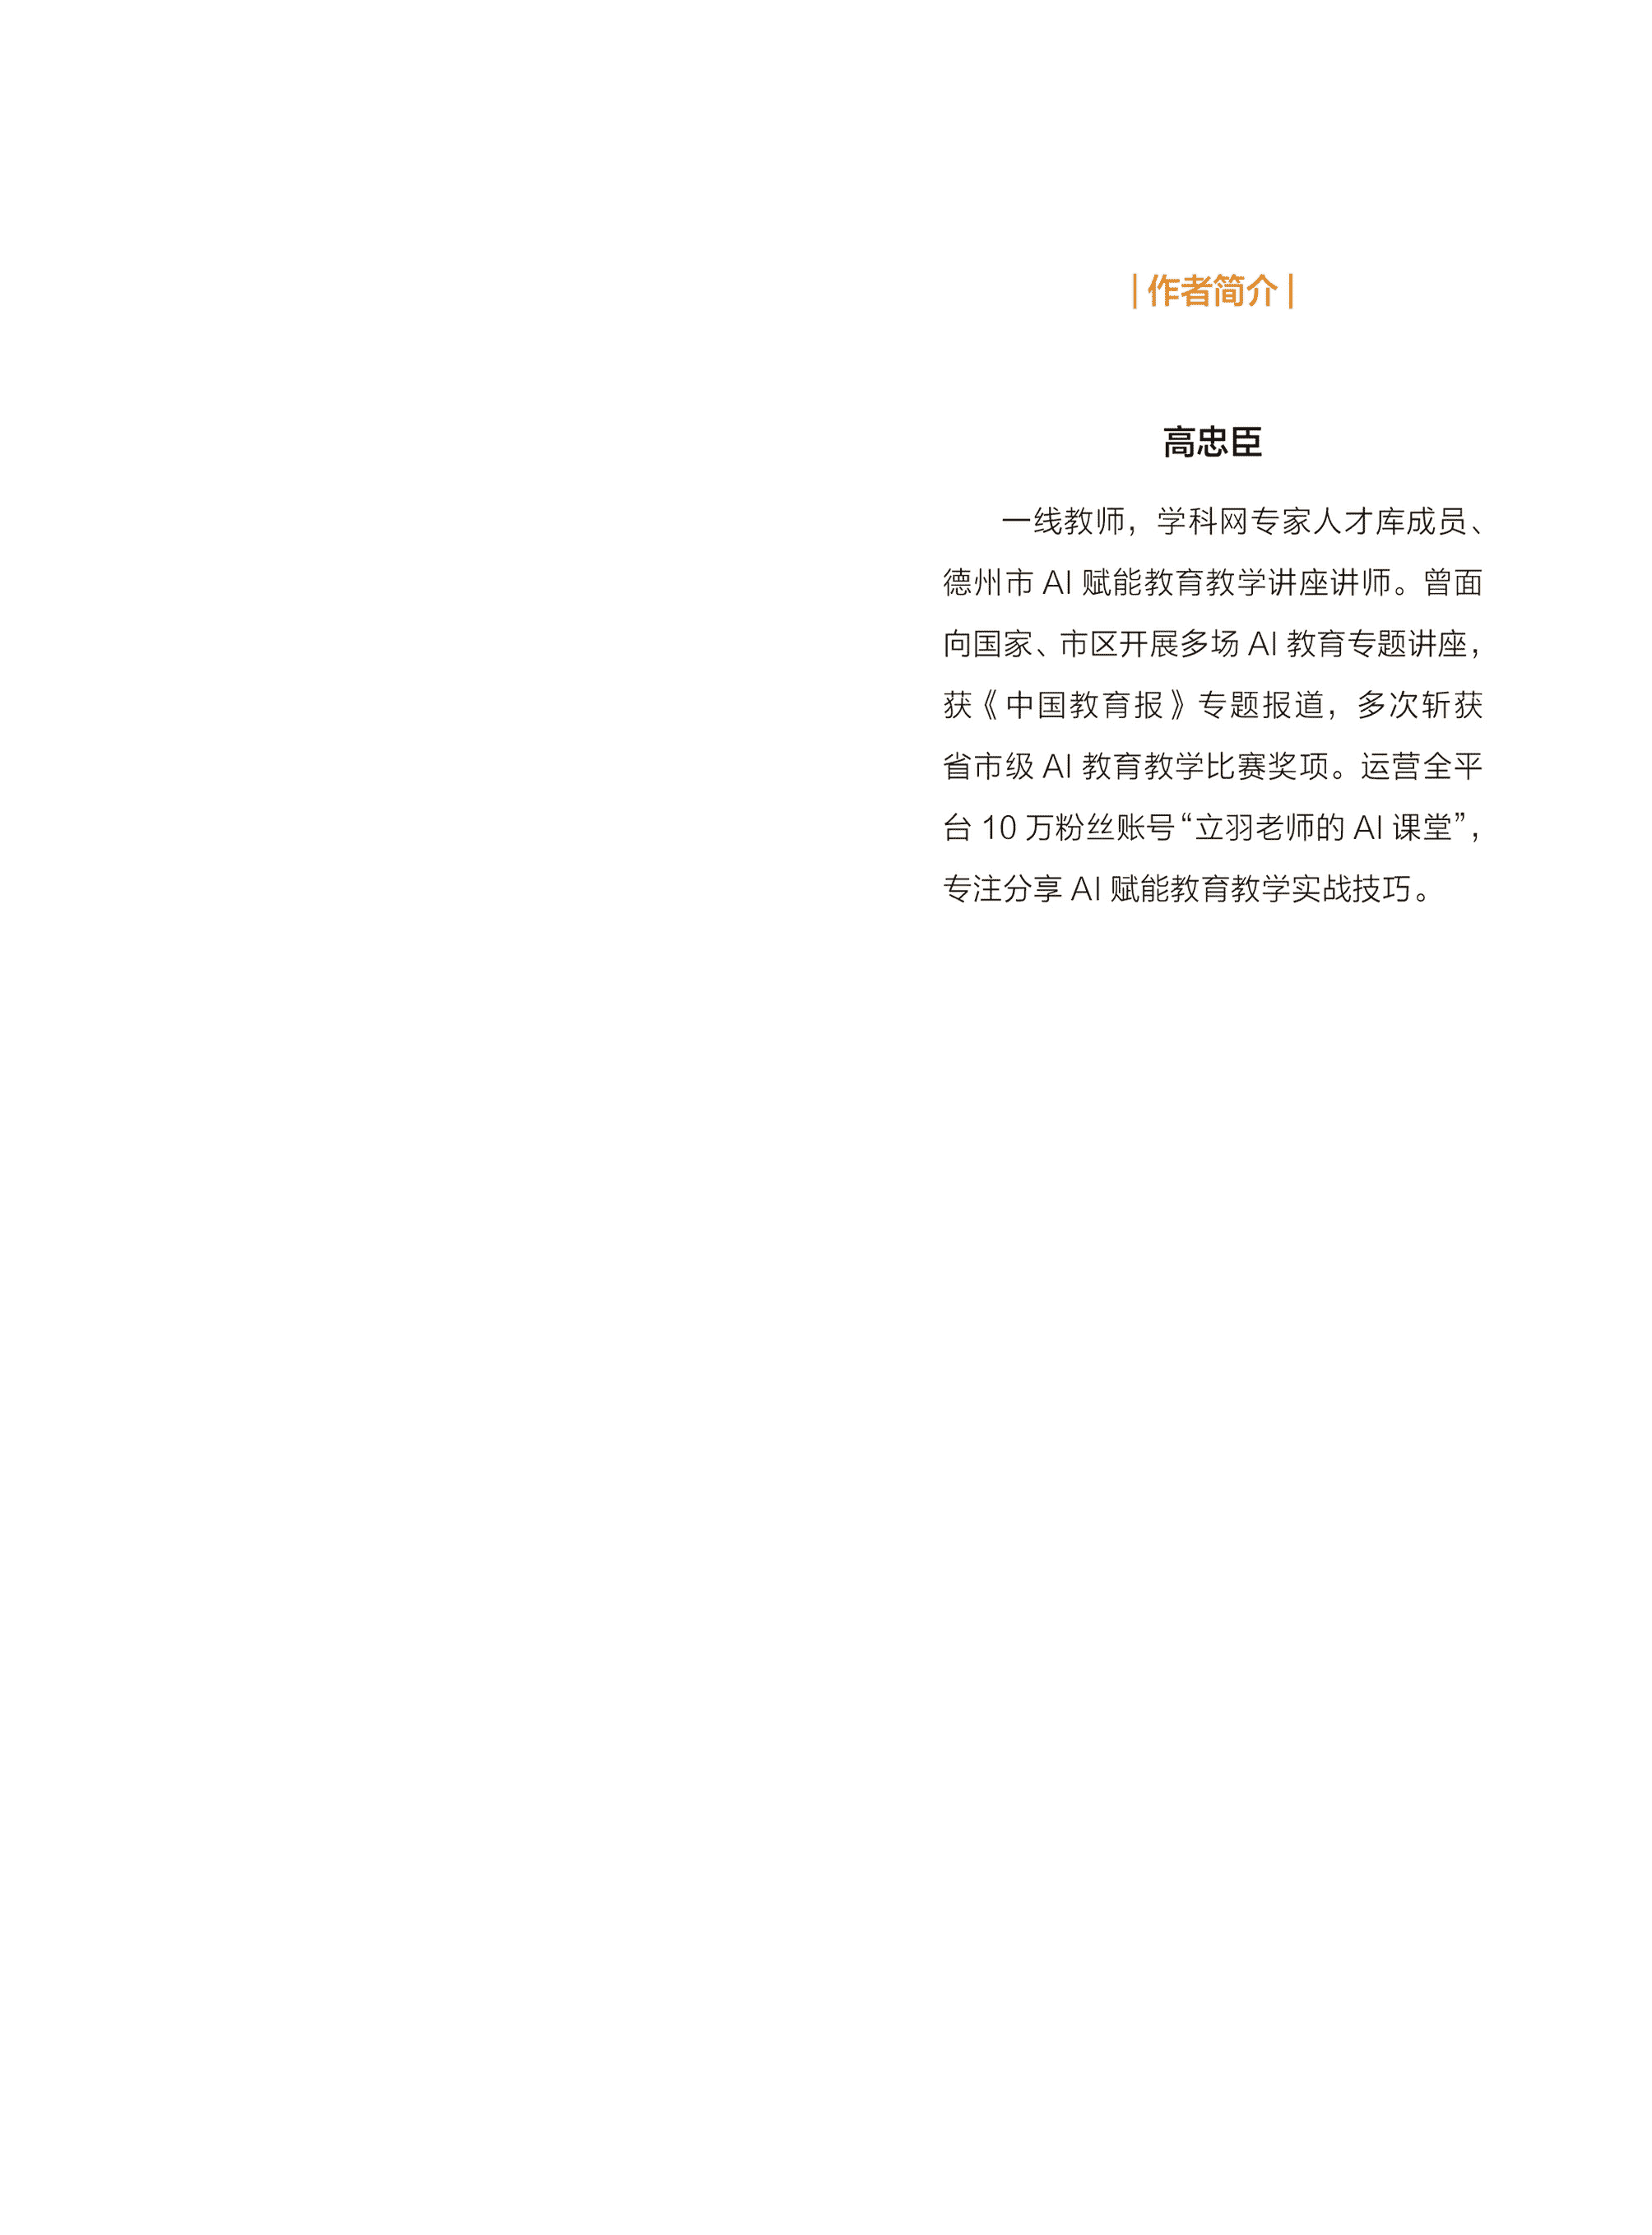 |作者简介|
高忠臣
一线教师，学科网专家人才库成员、
德州市 AI 赋能教育教学讲座讲师。曾面
向国家、市区开展多场 AI 教育专题讲座，
获《中国教育报》专题报道，多次斩获
省市级 AI 教育教学比赛奖项。运营全平
台 10 万粉丝账号“立羽老师的 AI 课堂”，
专注分享 AI 赋能教育教学实战技巧。